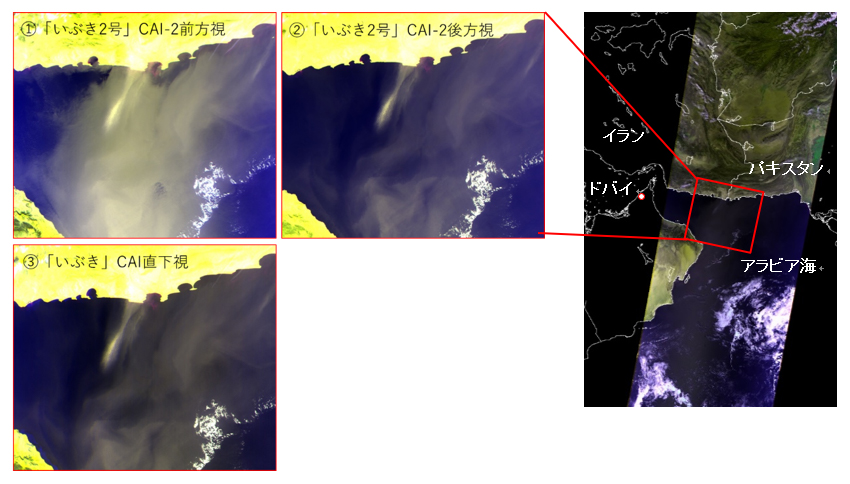 ①「いぶき2号」CAI-2前方視
②「いぶき2号」CAI-2後方視
③「いぶき」CAI直下視
イラン
パキスタン
ドバイ
アラビア海